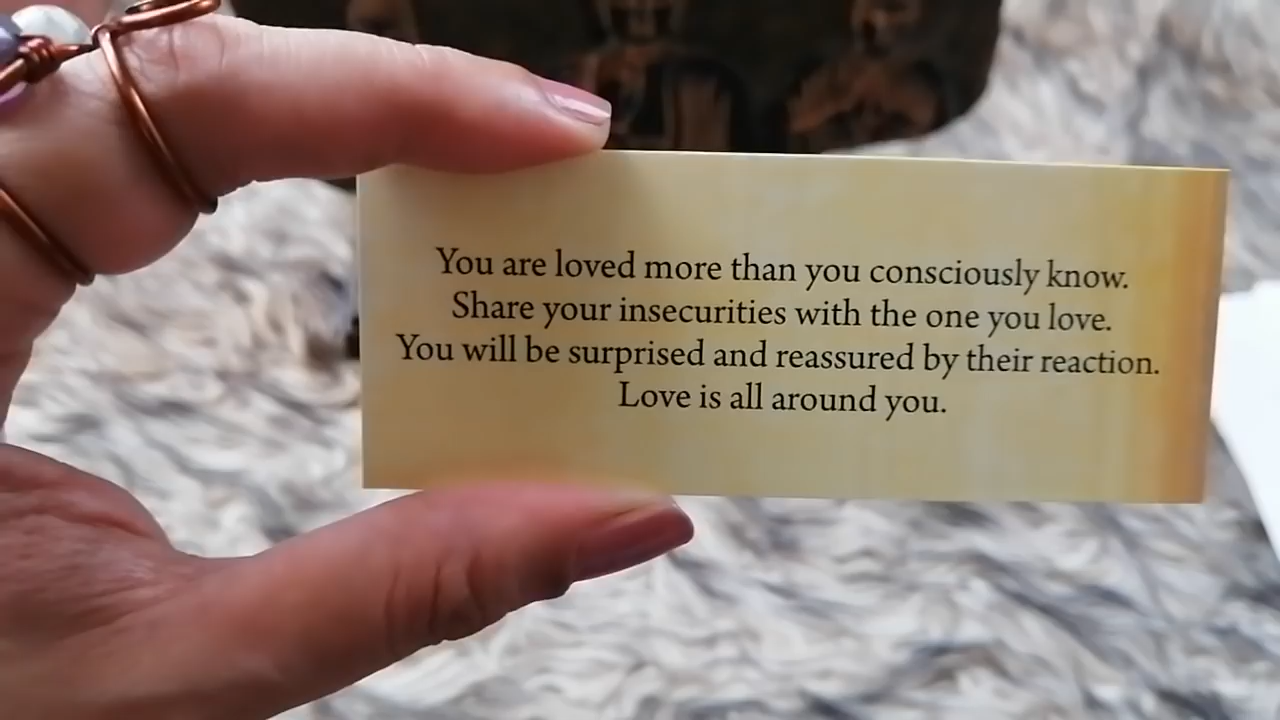 You are loved more than you consciously know.
Share your insecurities with the one you love.
You will be surprised and reassured by their reaction.
Love is all around you.